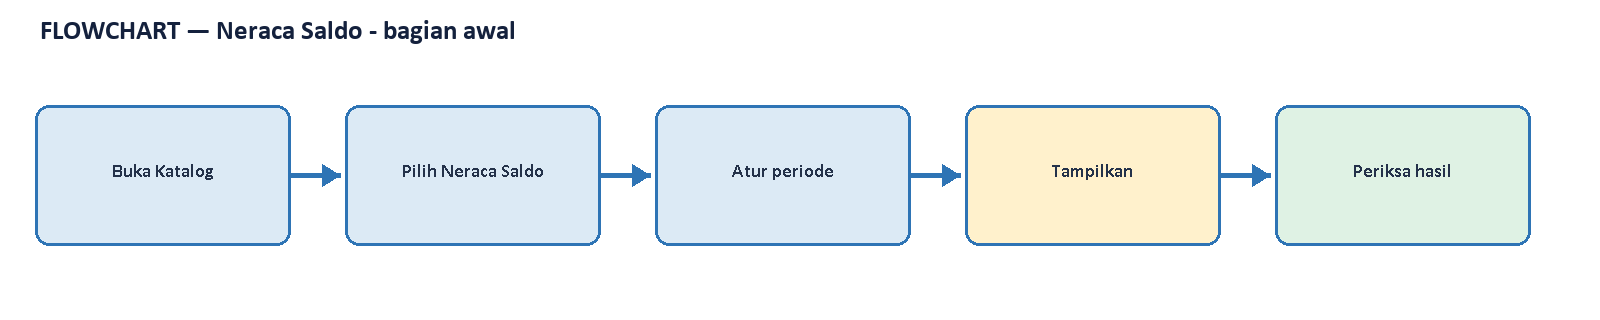 FLOWCHART — Neraca Saldo - bagian awal
Buka Katalog
Pilih Neraca Saldo
Atur periode
Tampilkan
Periksa hasil